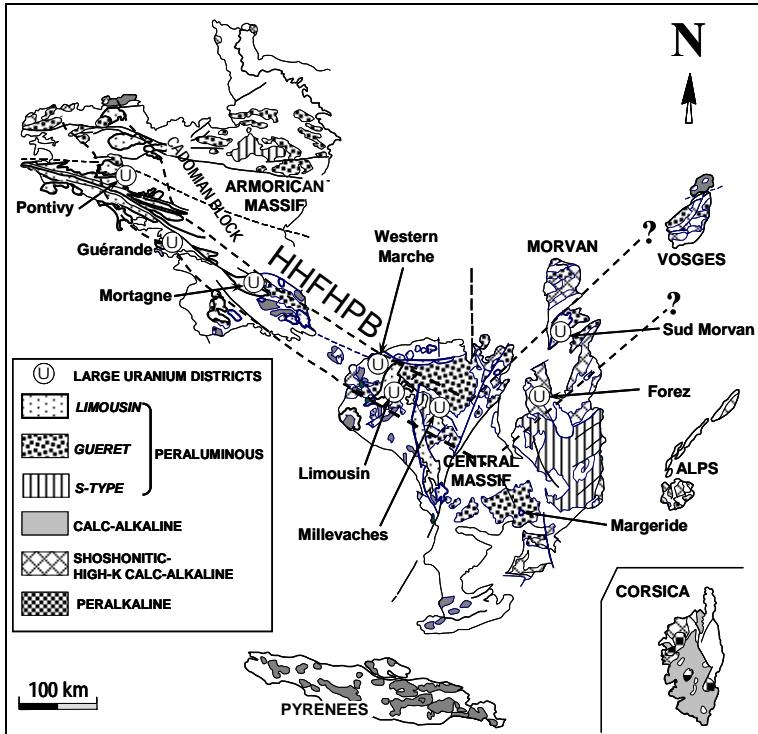 N
CADOMIAN BLOCK
ARMORICAN
MASSIF
U
Pontivy
Guérande
U
Mortagne
U
HHFHPB
Western
Marche
MORVAN
?
VOSGES
?
U
Sud Morvan
U
U
U
U
Forez
Limousin
CENTRAL
MASSIF
Millevaches
Margeride
ALPS
U LARGE URANIUM DISTRICTS
LIMOUSIN
GUERET
PERALUMINOUS
S-TYPE
CALC-ALKALINE
SHOSHONITIC-
HIGH-K CALC-ALKALINE
PERALKALINE
100 km
PYRENEES
CORSICA